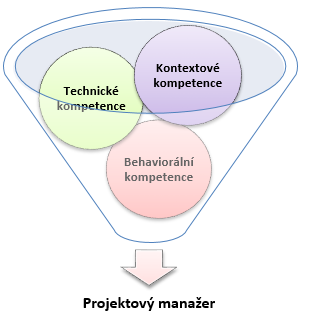 Kontextové
kompetence
Technické
kompetence
Behaviorální
kompetence
Projektový manažer